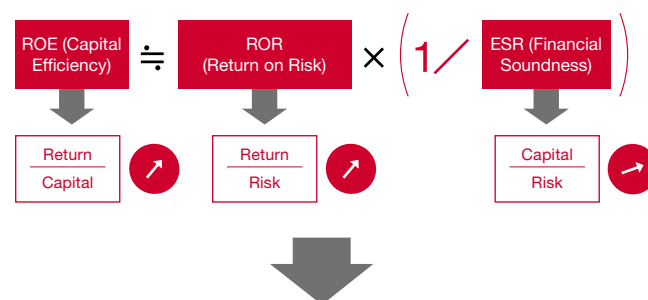 ROE (Capital
Efficiency)
≒
ROR
(Return on Risk)
×
(1／
ESR (Financial
Soundness)
)
Return
Capital
Return
Risk
Capital
Risk